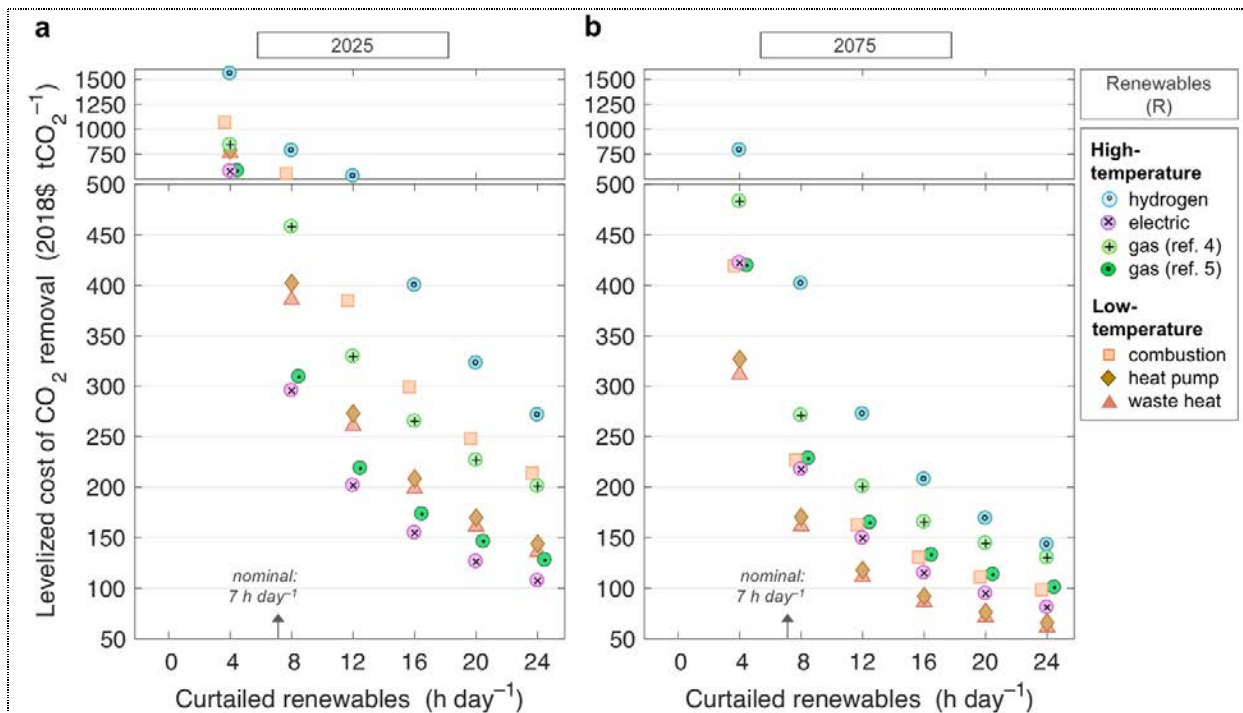 a
2025
b
2075
Levelized cost of CO₂ removal (2018$ tCO₂⁻¹)
1500
1250
1000
750
500
450
400
350
300
250
200
150
100
50
nominal:
7 h day⁻¹
0 4 8 12 16 20 24
Curtailed renewables (h day⁻¹)
1500
1250
1000
750
500
450
400
350
300
250
200
150
100
50
nominal:
7 h day⁻¹
0 4 8 12 16 20 24
Curtailed renewables (h day⁻¹)
Renewables
(R)
High-
temperature
hydrogen
electric
gas (ref. 4)
gas (ref. 5)
Low-
temperature
combustion
heat pump
waste heat